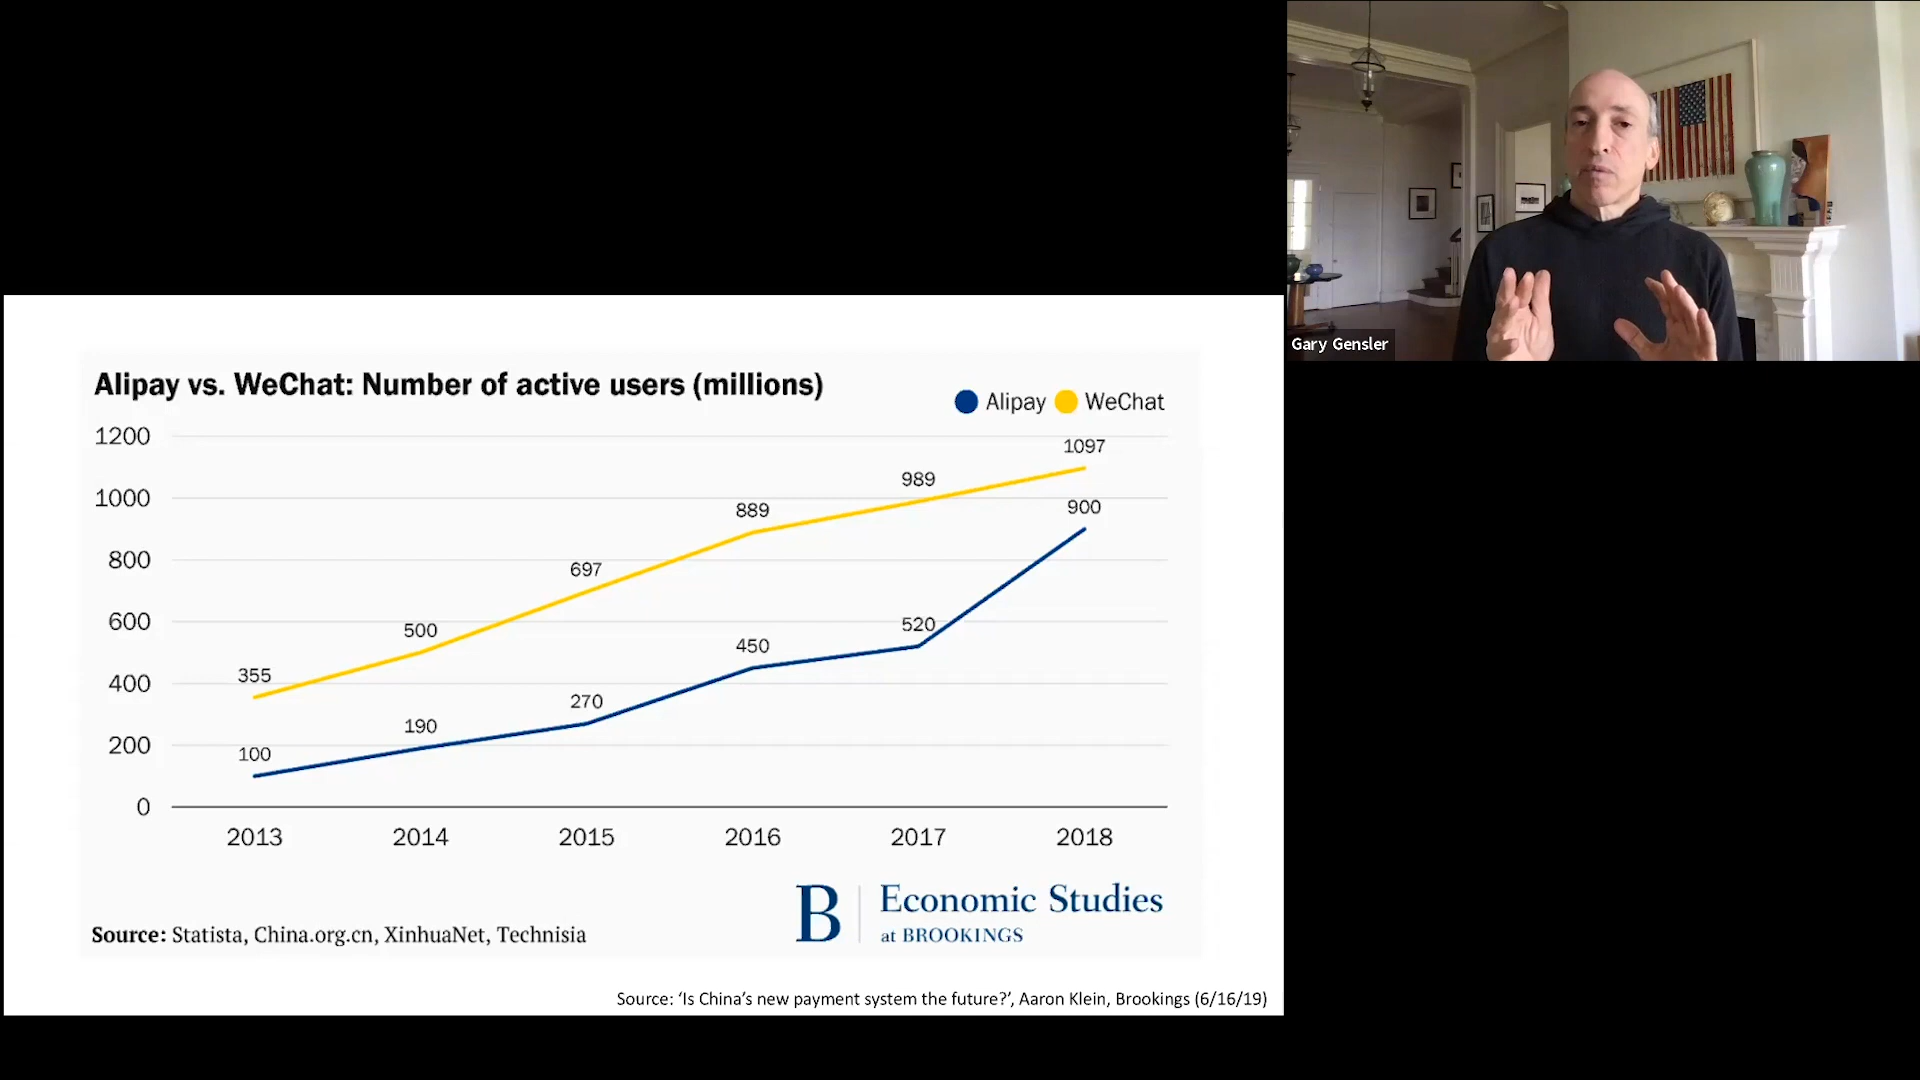 Gary Gensler
Alipay vs. WeChat: Number of active users (millions)
Alipay WeChat
1200
1000
800
600
400
200
0
355 500 697 889 989 1097
100 190 270 450 520 900
2013 2014 2015 2016 2017 2018
B Economic Studies
at BROOKINGS
Source: Statista, China.org.cn, XinhuaNet, Technisia
Source: ‘Is China’s new payment system the future?’, Aaron Klein, Brookings (6/16/19)